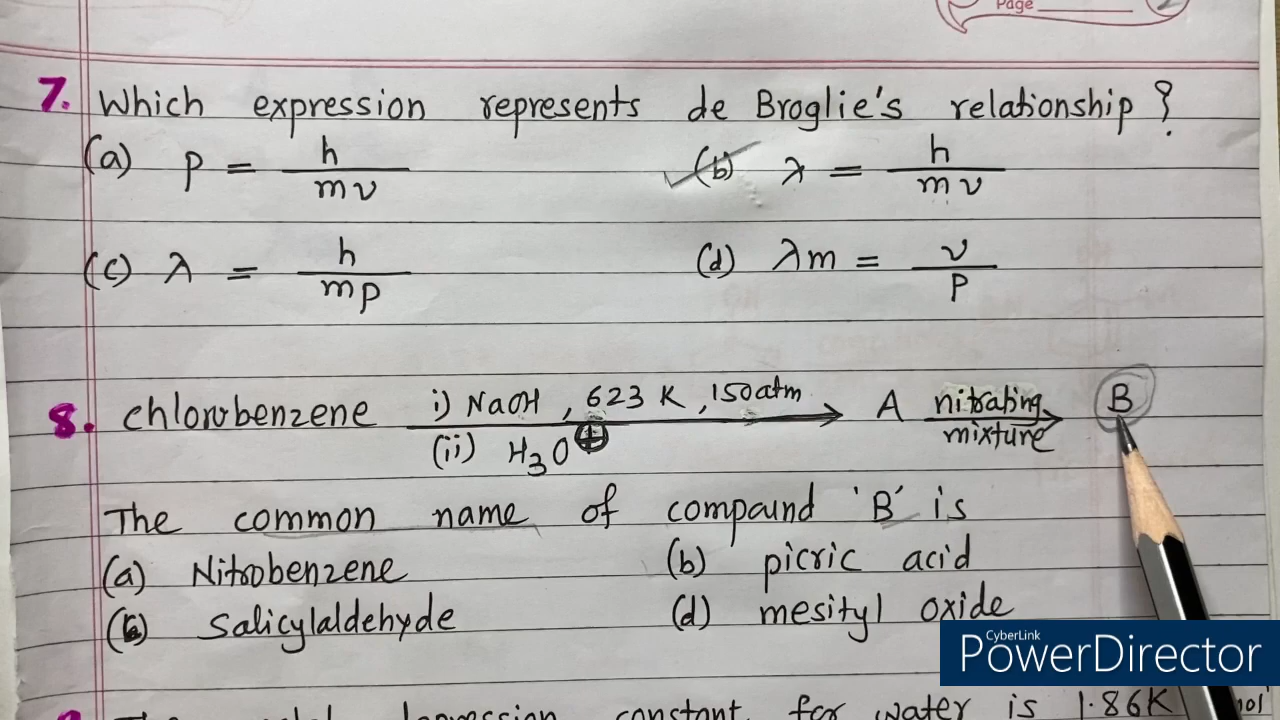 Page
7. Which expression represents de Broglie's relationship?
(a) p = h / mv (b) λ = h / mv
(c) λ = h / mp (d) λm = v / p
8. chlorobenzene i) NaOH, 623 K, 150 atm (ii) H3O⊕ → A nitrating mixture → B
The common name of compound 'B' is
(a) Nitrobenzene (b) picric acid
(c) Salicylaldehyde (d) mesityl oxide
constant for water is 1.86K
CyberLink
PowerDirector